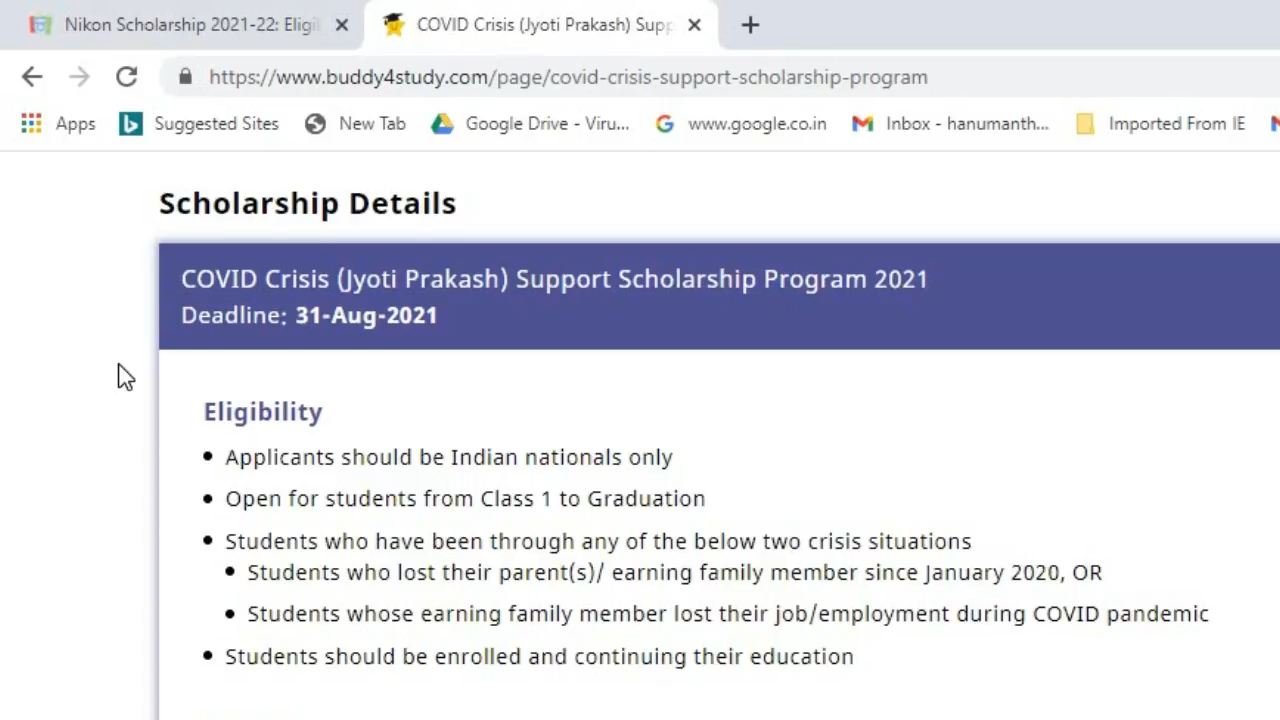 Nikon Scholarship 2021-22: Eligi
COVID Crisis (Jyoti Prakash) Supp
https://www.buddy4study.com/page/covid-crisis-support-scholarship-program
Apps Suggested Sites New Tab Google Drive - Viru... www.google.co.in Inbox - hanumanth... Imported From IE
Scholarship Details
COVID Crisis (Jyoti Prakash) Support Scholarship Program 2021
Deadline: 31-Aug-2021
Eligibility
Applicants should be Indian nationals only
Open for students from Class 1 to Graduation
Students who have been through any of the below two crisis situations
Students who lost their parent(s)/ earning family member since January 2020, OR
Students whose earning family member lost their job/employment during COVID pandemic
Students should be enrolled and continuing their education